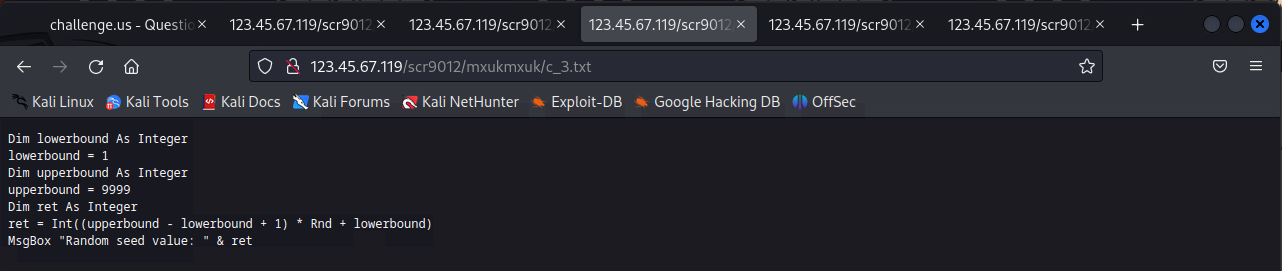 challenge.us - Questio
123.45.67.119/scr9012
123.45.67.119/scr9012
123.45.67.119/scr9012
123.45.67.119/scr9012
123.45.67.119/scr9012
123.45.67.119/scr9012/mxukmxuk/c_3.txt
Kali Linux
Kali Tools
Kali Docs
Kali Forums
Kali NetHunter
Exploit-DB
Google Hacking DB
OffSec
Dim lowerbound As Integer
lowerbound = 1
Dim upperbound As Integer
upperbound = 9999
Dim ret As Integer
ret = Int((upperbound - lowerbound + 1) * Rnd + lowerbound)
MsgBox "Random seed value: " & ret